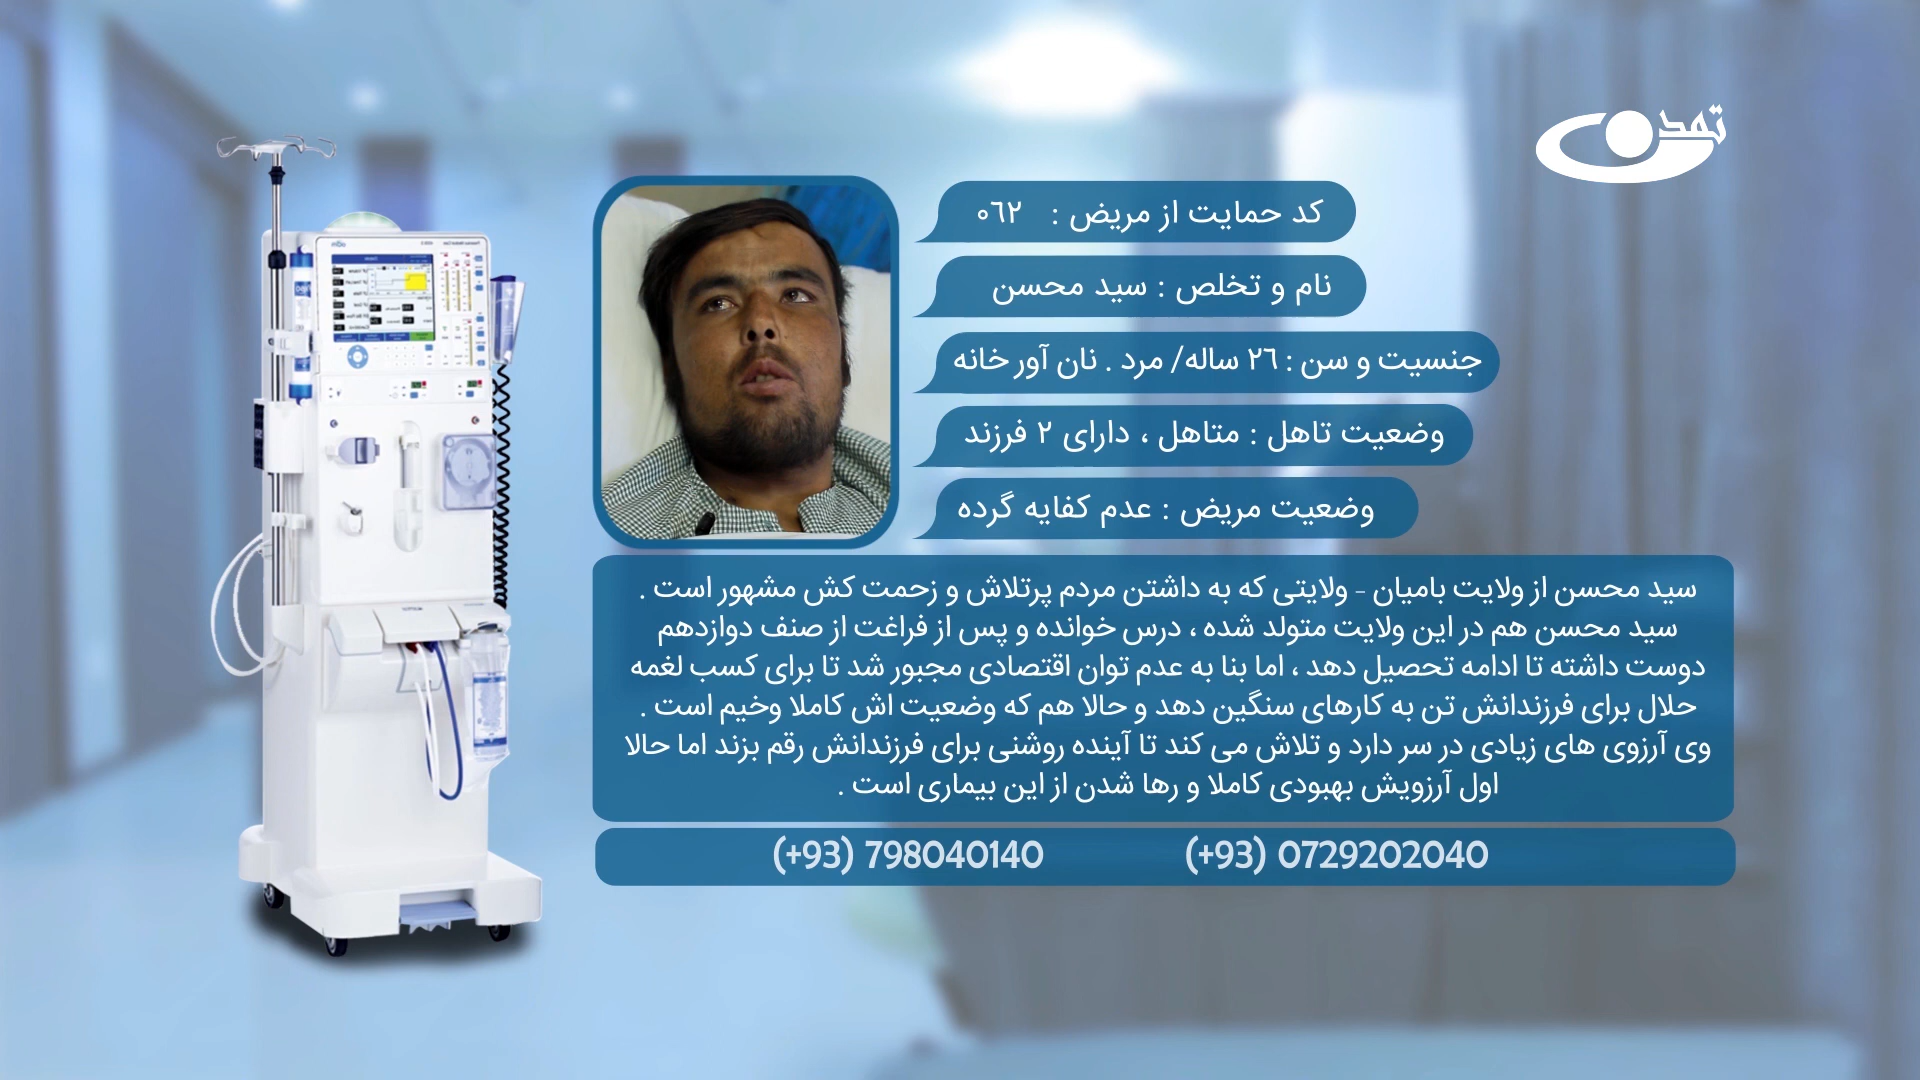 تمدن
کد حمایت از مریض : ٠٦٢
نام و تخلص : سید محسن
جنسیت و سن : ٢٦ ساله/ مرد . نان آور خانه
وضعیت تاهل : متاهل ، دارای ٢ فرزند
وضعیت مریض : عدم کفایه گرده
سید محسن از ولایت بامیان - ولایتی که به داشتن مردم پرتلاش و زحمت کش مشهور است .
سید محسن هم در این ولایت متولد شده ، درس خوانده و پس از فراغت از صنف دوازدهم
دوست داشته تا ادامه تحصیل دهد ، اما بنا به عدم توان اقتصادی مجبور شد تا برای کسب لغمه
حلال برای فرزندانش تن به کارهای سنگین دهد و حالا هم که وضعیت اش کاملا وخیم است .
وی آرزوی های زیادی در سر دارد و تلاش می کند تا آینده روشنی برای فرزندانش رقم بزند اما حالا
اول آرزویش بهبودی کاملا و رها شدن از این بیماری است .
(+93) 798040140
(+93) 0729202040